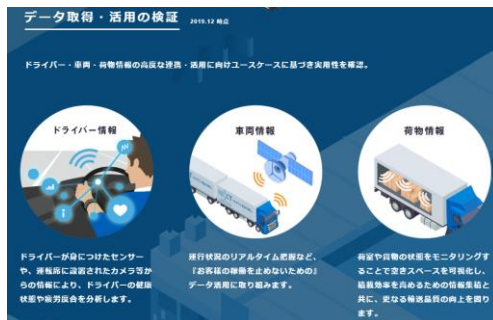 データ取得・活用の検証 2019.12 時点
ドライバー・車両・荷物情報の高度な連携・活用に向けユースケースに基づき実用性を確認。
ドライバー情報
ドライバーが身につけたセンサー
や、運転席に設置されたカメラ等か
らの情報により、ドライバーの健康
状態や疲労度合を分析します。
車両情報
運行状況のリアルタイム把握など、
『お客様の稼働を止めないための』
データ活用に取り組みます。
荷物情報
荷室や貨物の状態をモニタリングす
ることで空きスペースを可視化し、
積載効率を高めるための情報集積と
共に、更なる輸送品質の向上を図り
ます。